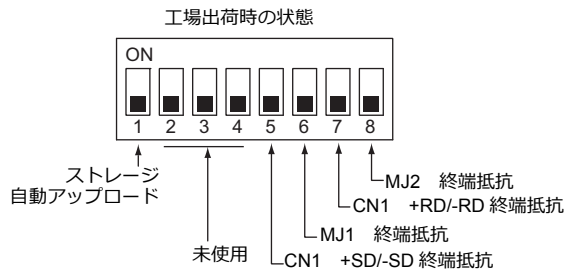 工場出荷時の状態
ON
1 2 3 4 5 6 7 8
ストレージ
自動アップロード
未使用
MJ2 終端抵抗
CN1 +RD/-RD 終端抵抗
MJ1 終端抵抗
CN1 +SD/-SD 終端抵抗